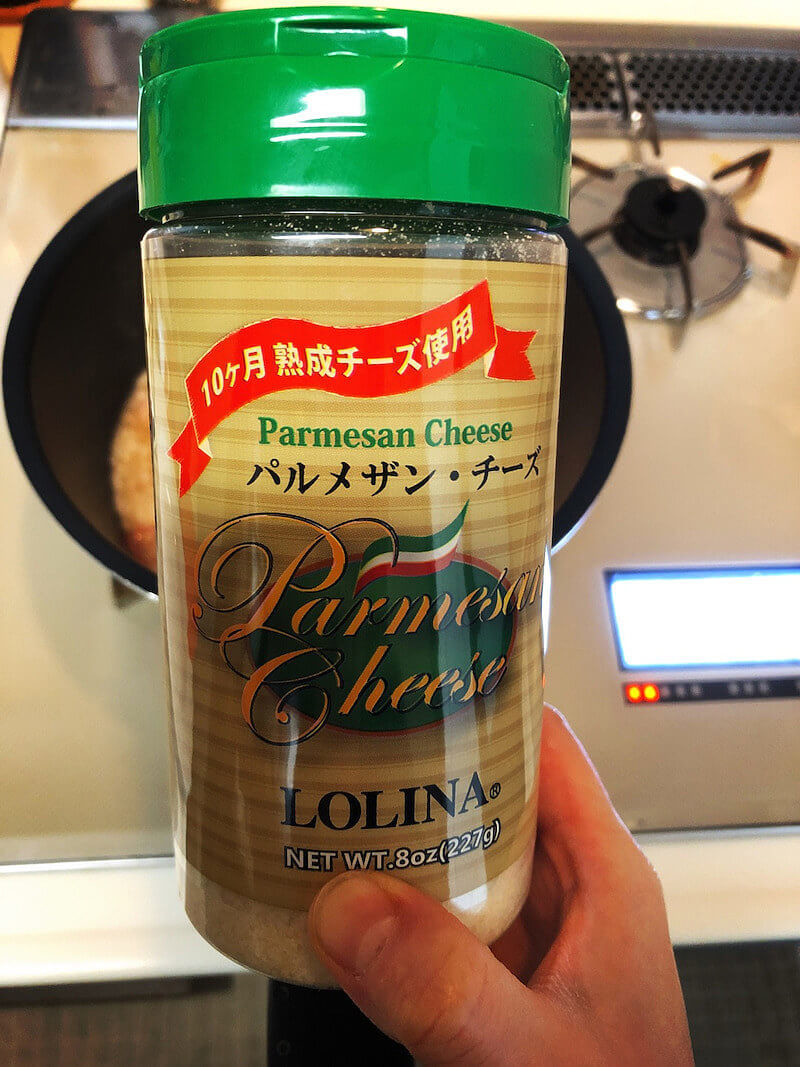 10ヶ月 熟成チーズ使用
Parmesan Cheese
パルメザン・チーズ
Parmesan
Cheese
LOLINA®
NET WT.8oz(227g)